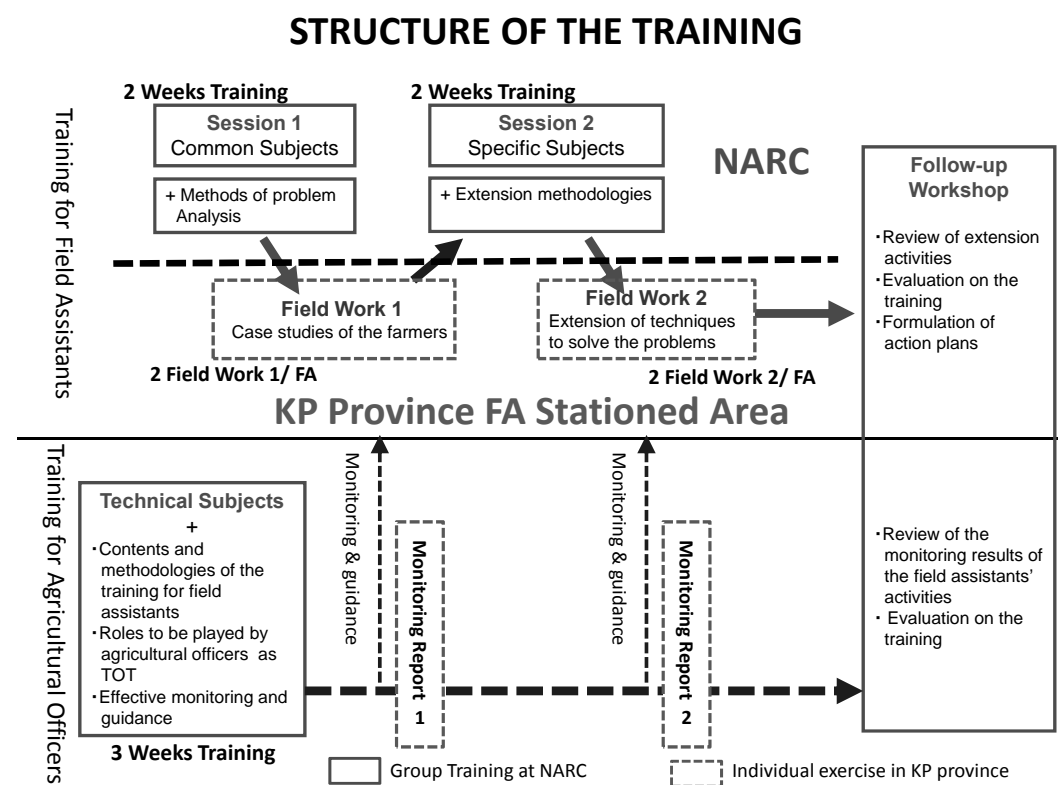 STRUCTURE OF THE TRAINING
Training for Field Assistants
2 Weeks Training
Session 1
Common Subjects
+ Methods of problem
Analysis
2 Weeks Training
Session 2
Specific Subjects
+ Extension methodologies
NARC
Field Work 1
Case studies of the farmers
2 Field Work 1/ FA
Field Work 2
Extension of techniques
to solve the problems
2 Field Work 2/ FA
KP Province FA Stationed Area
Follow-up
Workshop
・Review of extension
activities
・Evaluation on the
training
・Formulation of
action plans
Training for Agricultural Officers
Technical Subjects
+
・Contents and
methodologies of the
training for field
assistants
・Roles to be played by
agricultural officers as
TOT
・Effective monitoring and
guidance
3 Weeks Training
Monitoring & guidance
Monitoring Report 1
Monitoring & guidance
Monitoring Report 2
・Review of the
monitoring results of
the field assistants’
activities
・ Evaluation on the
training
Group Training at NARC
Individual exercise in KP province